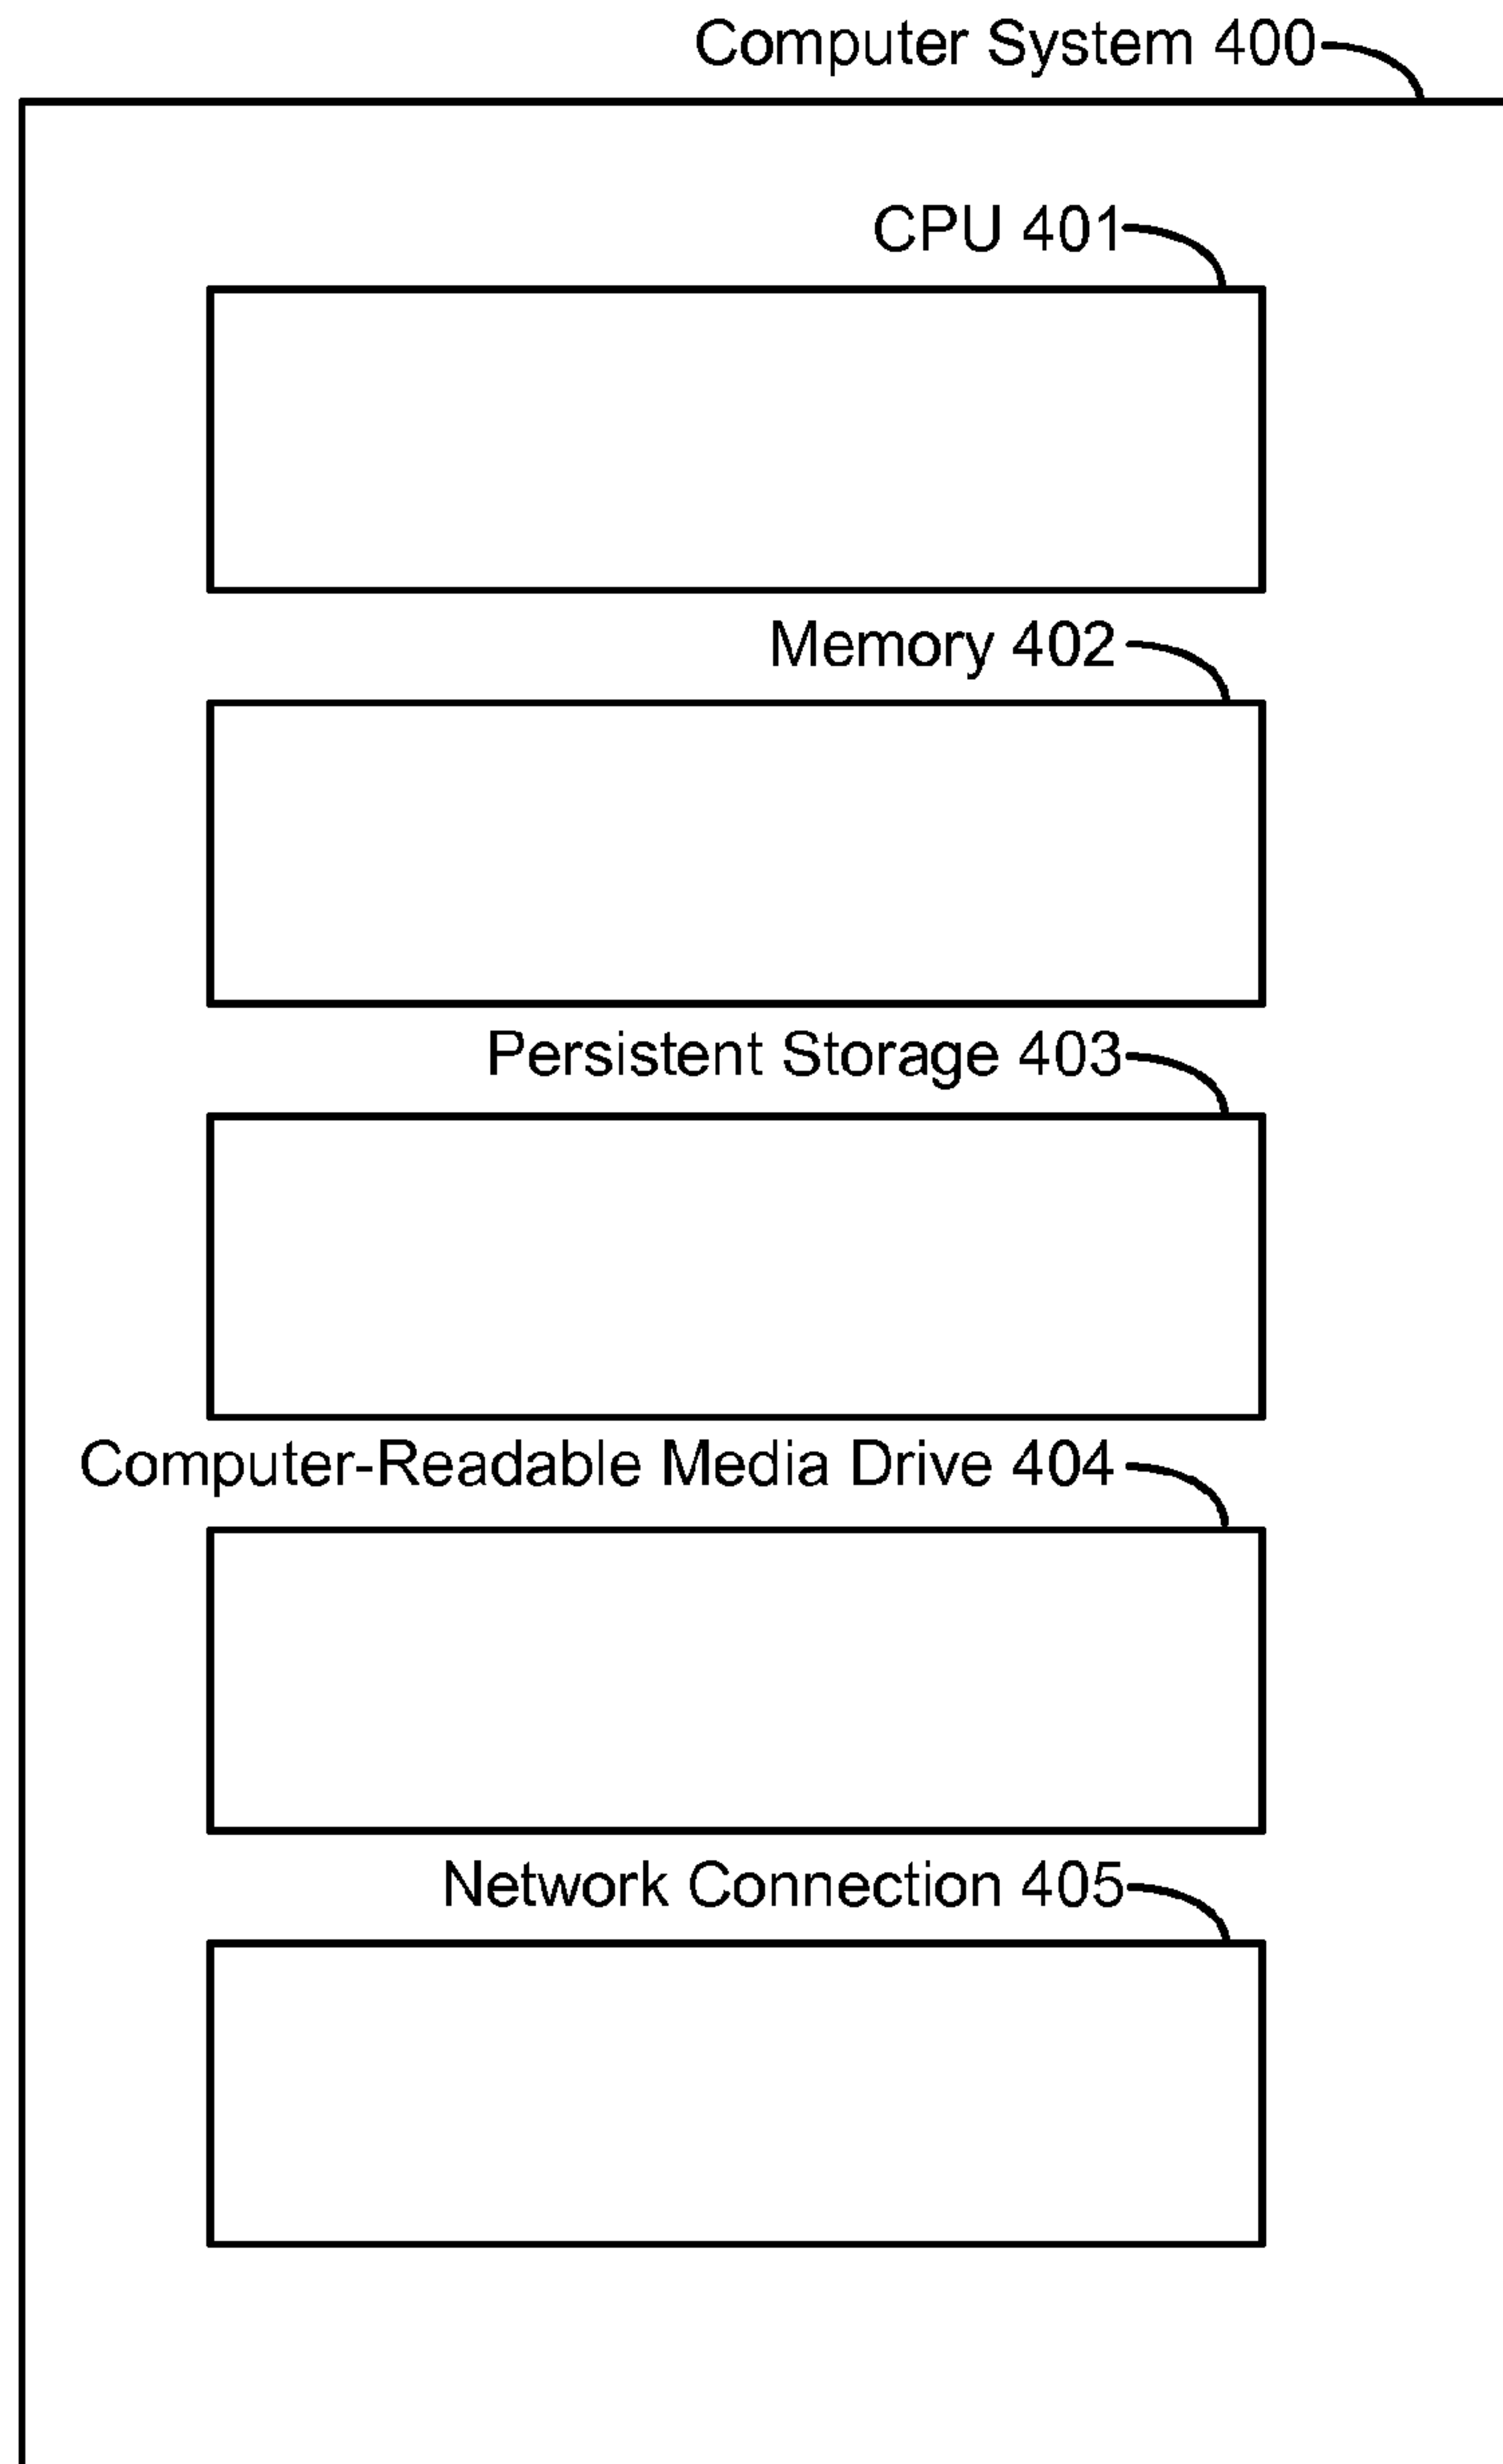 Computer System 400
CPU 401
Memory 402
Persistent Storage 403
Computer-Readable Media Drive 404
Network Connection 405